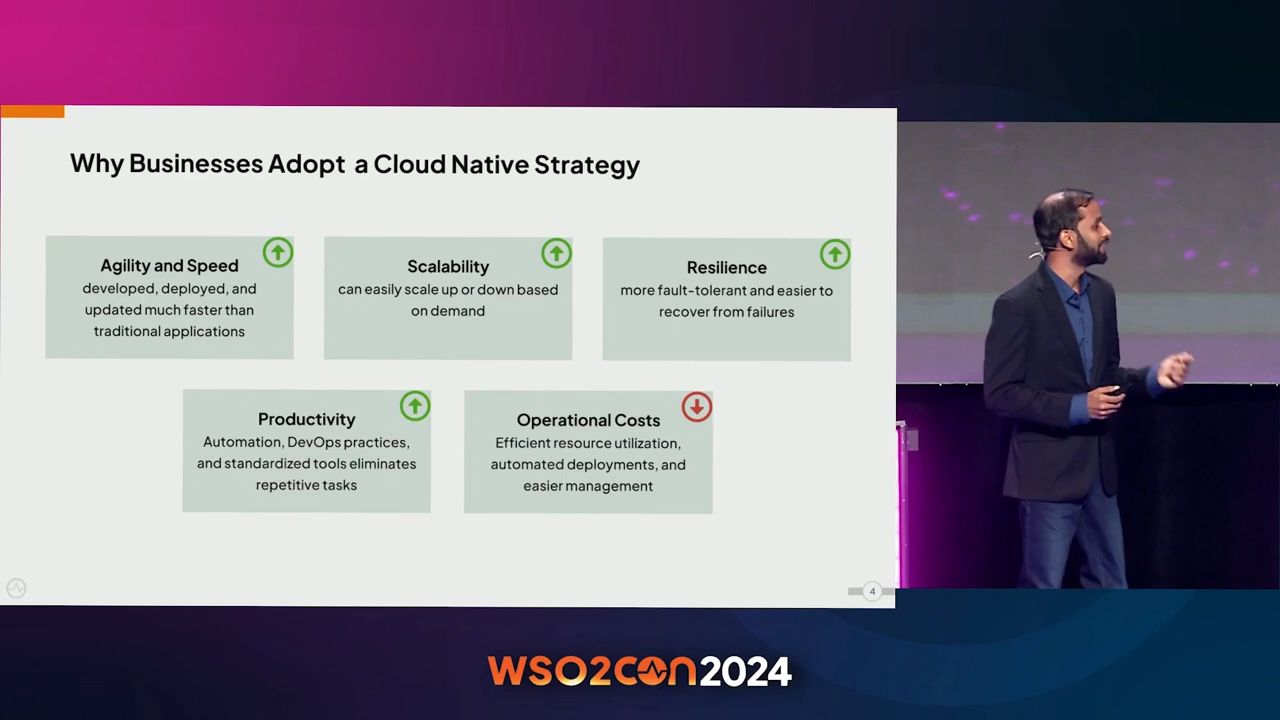 Why Businesses Adopt a Cloud Native Strategy
Agility and Speed
developed, deployed, and
updated much faster than
traditional applications
Scalability
can easily scale up or down based
on demand
Resilience
more fault-tolerant and easier to
recover from failures
Productivity
Automation, DevOps practices,
and standardized tools eliminates
repetitive tasks
Operational Costs
Efficient resource utilization,
automated deployments, and
easier management
4
WSO2CON2024